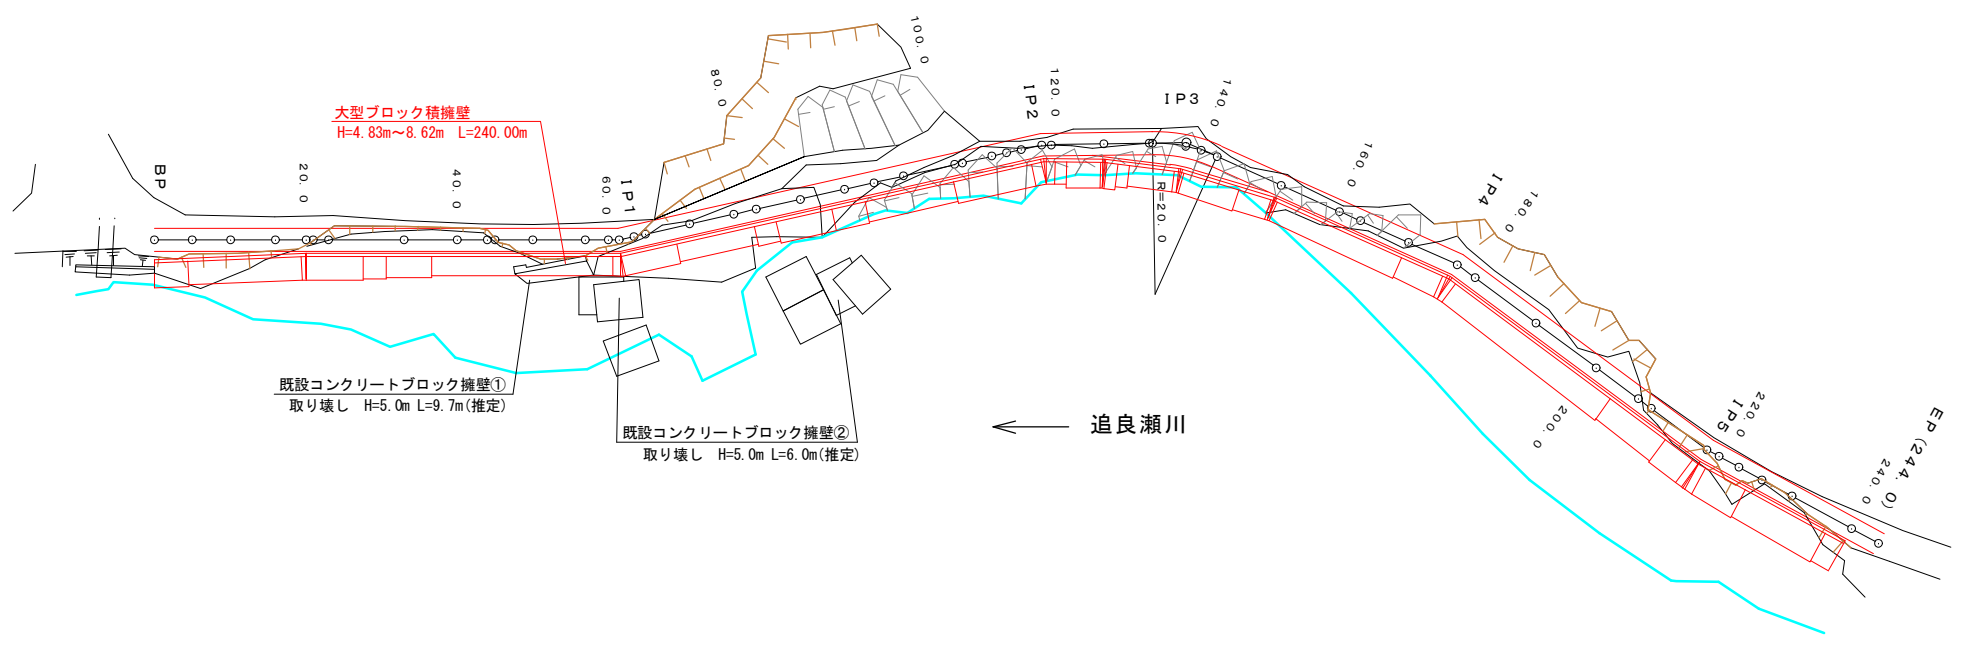 大型ブロック積擁壁
H=4.83m～8.62m L=240.00m
BP
20.0
40.0
60.0
IP1
80.0
100.0
IP2
120.0
IP3
140.0
R=20.0
160.0
IP4
180.0
200.0
IP5
220.0
EP(244.0)
240.0
既設コンクリートブロック擁壁①
取り壊し H=5.0m L=9.7m(推定)
既設コンクリートブロック擁壁②
取り壊し H=5.0m L=6.0m(推定)
追良瀬川